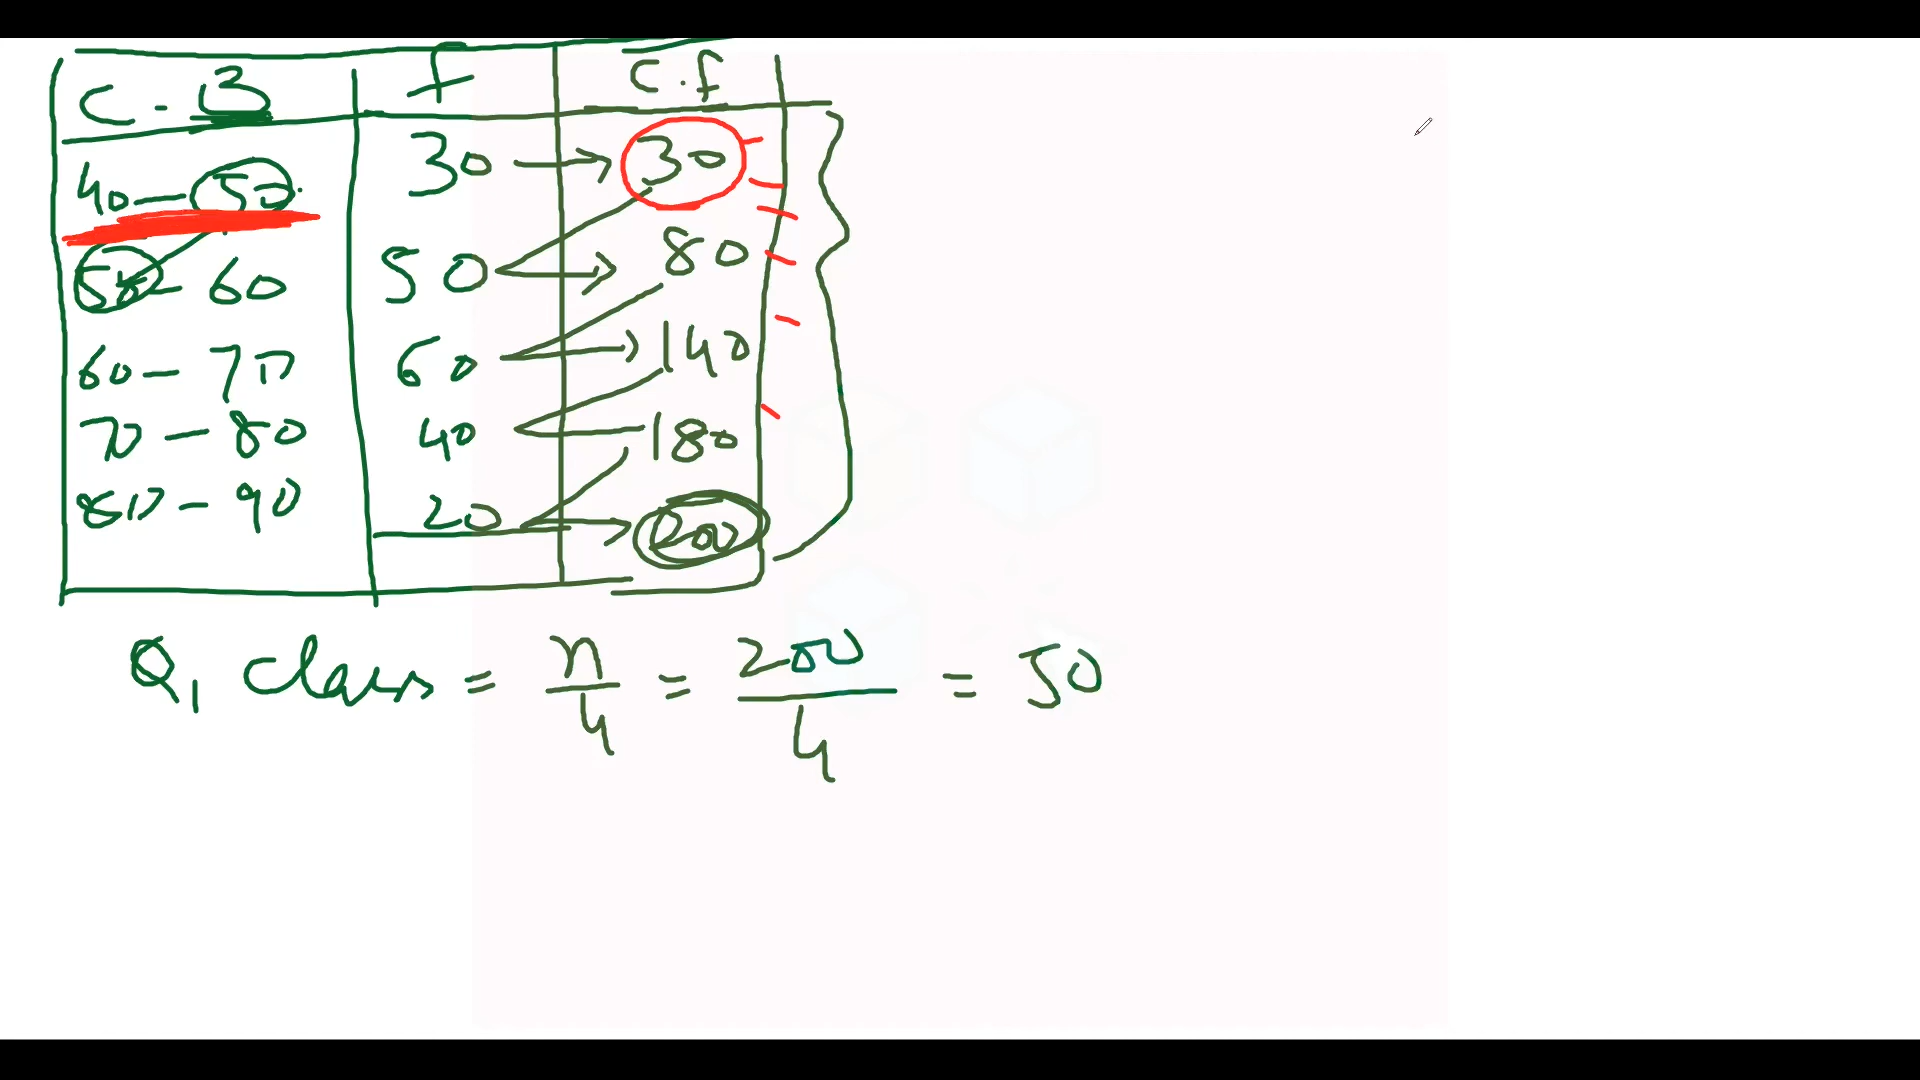 C - B f c.f
40 - 50 30 → 30
50 - 60 50 → 80
60 - 70 60 → 140
70 - 80 40 180
80 - 90 20 → 200
Q1 class = n/4 = 200/4 = 50